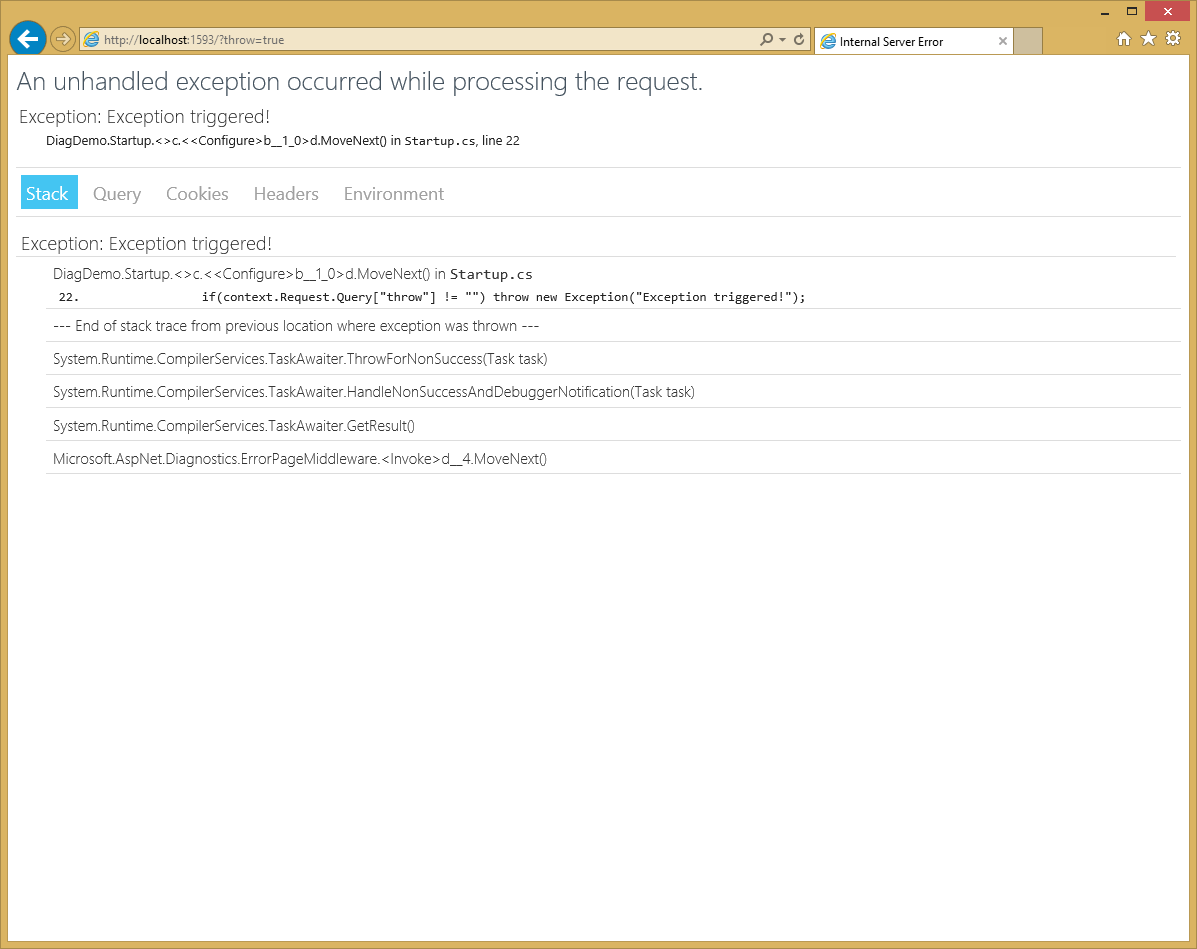 http://localhost:1593/?throw=true
Internal Server Error
An unhandled exception occurred while processing the request.
Exception: Exception triggered!
DiagDemo.Startup.<>c.<<Configure>b__1_0>d.MoveNext() in Startup.cs, line 22
Stack Query Cookies Headers Environment
Exception: Exception triggered!
DiagDemo.Startup.<>c.<<Configure>b__1_0>d.MoveNext() in Startup.cs
22. if(context.Request.Query["throw"] != "") throw new Exception("Exception triggered!");
--- End of stack trace from previous location where exception was thrown ---
System.Runtime.CompilerServices.TaskAwaiter.ThrowForNonSuccess(Task task)
System.Runtime.CompilerServices.TaskAwaiter.HandleNonSuccessAndDebuggerNotification(Task task)
System.Runtime.CompilerServices.TaskAwaiter.GetResult()
Microsoft.AspNet.Diagnostics.ErrorPageMiddleware.<Invoke>d__4.MoveNext()